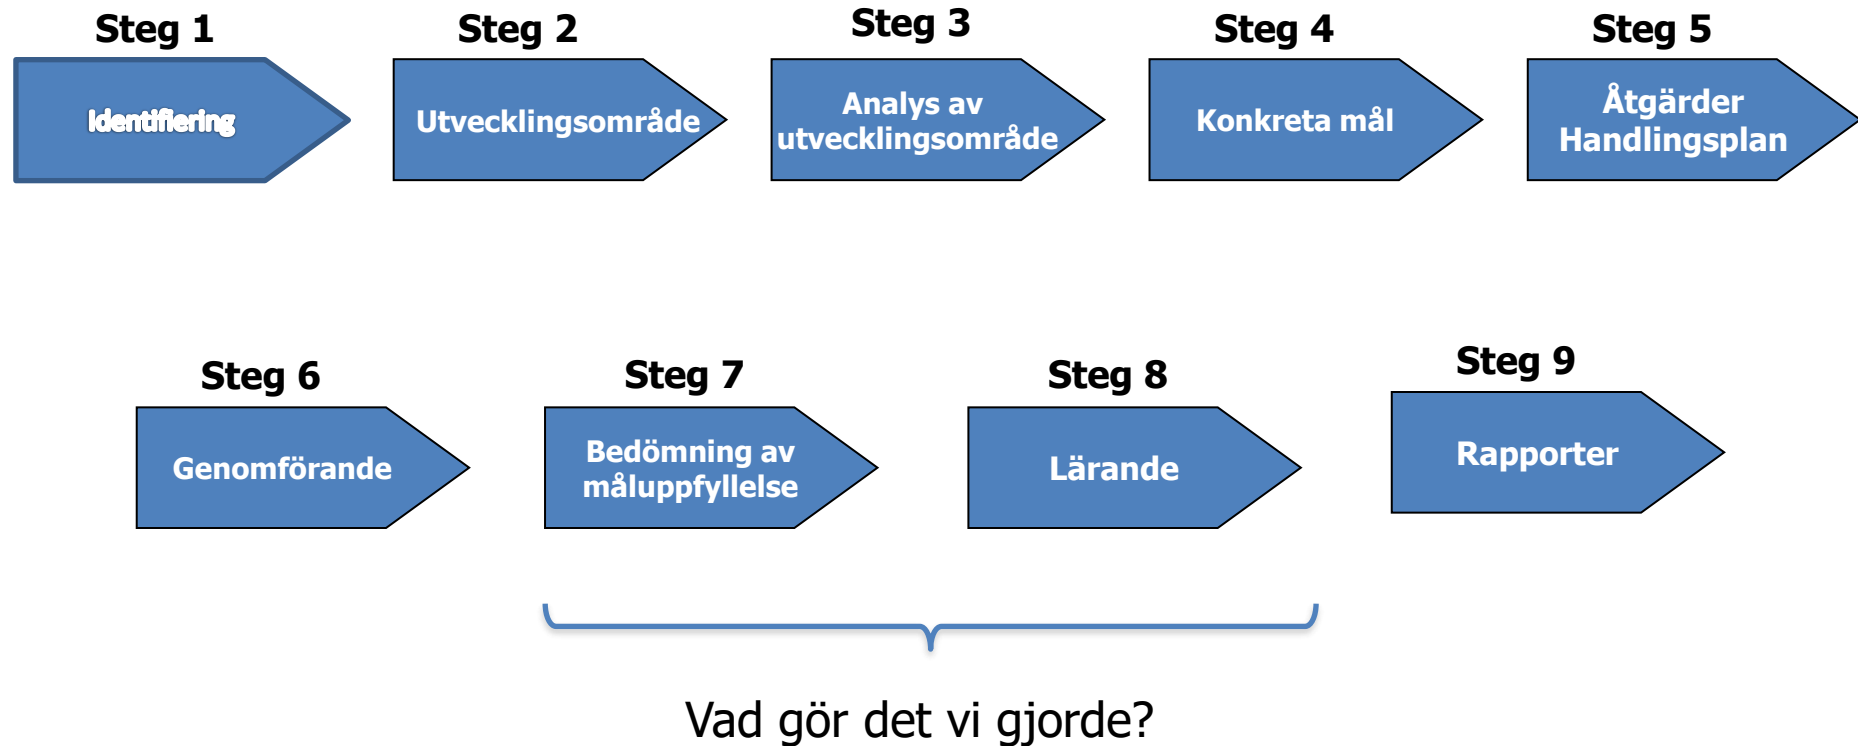 Steg 1
Steg 2
Steg 3
Steg 4
Steg 5
Identifiering
Utvecklingsområde
Analys av
utvecklingsområde
Konkreta mål
Åtgärder
Handlingsplan
Steg 6
Steg 7
Steg 8
Steg 9
Genomförande
Bedömning av
måluppfyllelse
Lärande
Rapporter
Vad gör det vi gjorde?